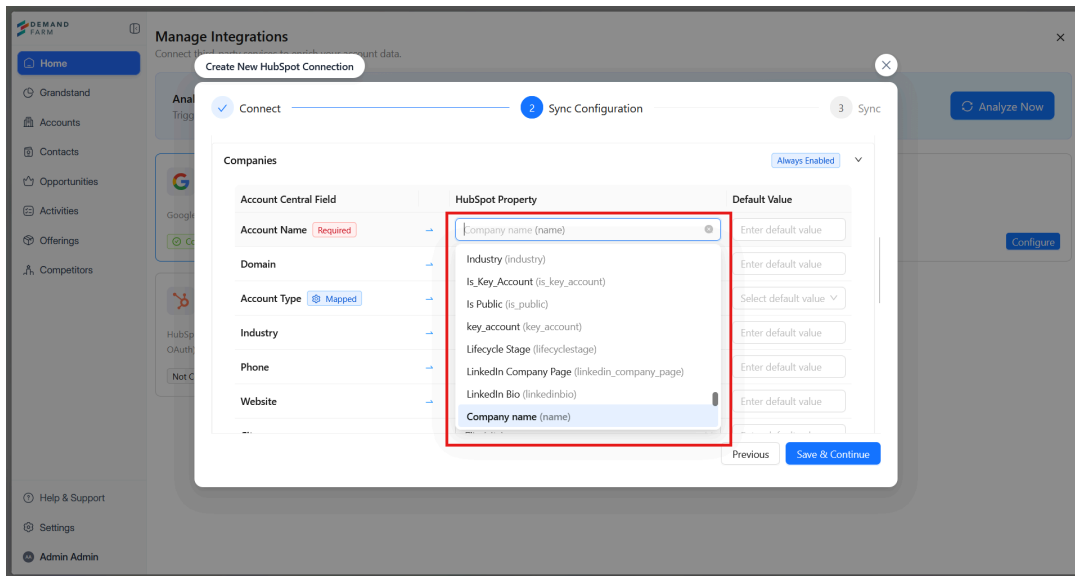 DEMAND
FARM
Home
Grandstand
Accounts
Contacts
Opportunities
Activities
Offerings
Competitors
Help & Support
Settings
Admin Admin
Manage Integrations
Connect third-party services to enrich your account data.
Analyze Now
Configure
Create New HubSpot Connection
Connect
2 Sync Configuration
3 Sync
Companies
Always Enabled
Account Central Field
HubSpot Property
Default Value
Account Name Required
Company name (name)
Enter default value
Domain
Enter default value
Account Type Mapped
Select default value
Industry
Enter default value
Phone
Enter default value
Website
Enter default value
Industry (industry)
Is_Key_Account (is_key_account)
Is Public (is_public)
key_account (key_account)
Lifecycle Stage (lifecyclestage)
LinkedIn Company Page (linkedin_company_page)
LinkedIn Bio (linkedinbio)
Company name (name)
Previous
Save & Continue